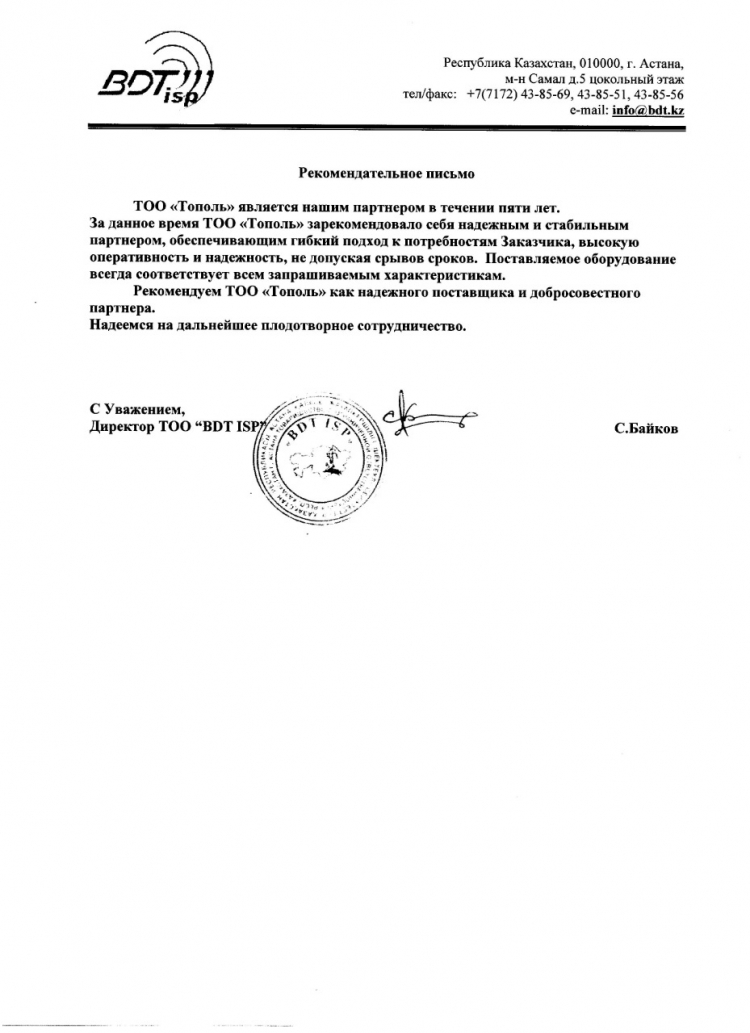 BDT
isp
Республика Казахстан, 010000, г. Астана,
м-н Самал д.5 цокольный этаж
тел/факс: +7(7172) 43-85-69, 43-85-51, 43-85-56
e-mail: info@bdt.kz
Рекомендательное письмо
ТОО «Тополь» является нашим партнером в течении пяти лет.
За данное время ТОО «Тополь» зарекомендовало себя надежным и стабильным
партнером, обеспечивающим гибкий подход к потребностям Заказчика, высокую
оперативность и надежность, не допуская срывов сроков. Поставляемое оборудование
всегда соответствует всем запрашиваемым характеристикам.
Рекомендуем ТОО «Тополь» как надежного поставщика и добросовестного
партнера.
Надеемся на дальнейшее плодотворное сотрудничество.
С Уважением,
Директор ТОО “BDT ISP”
С.Байков
BDT ISP